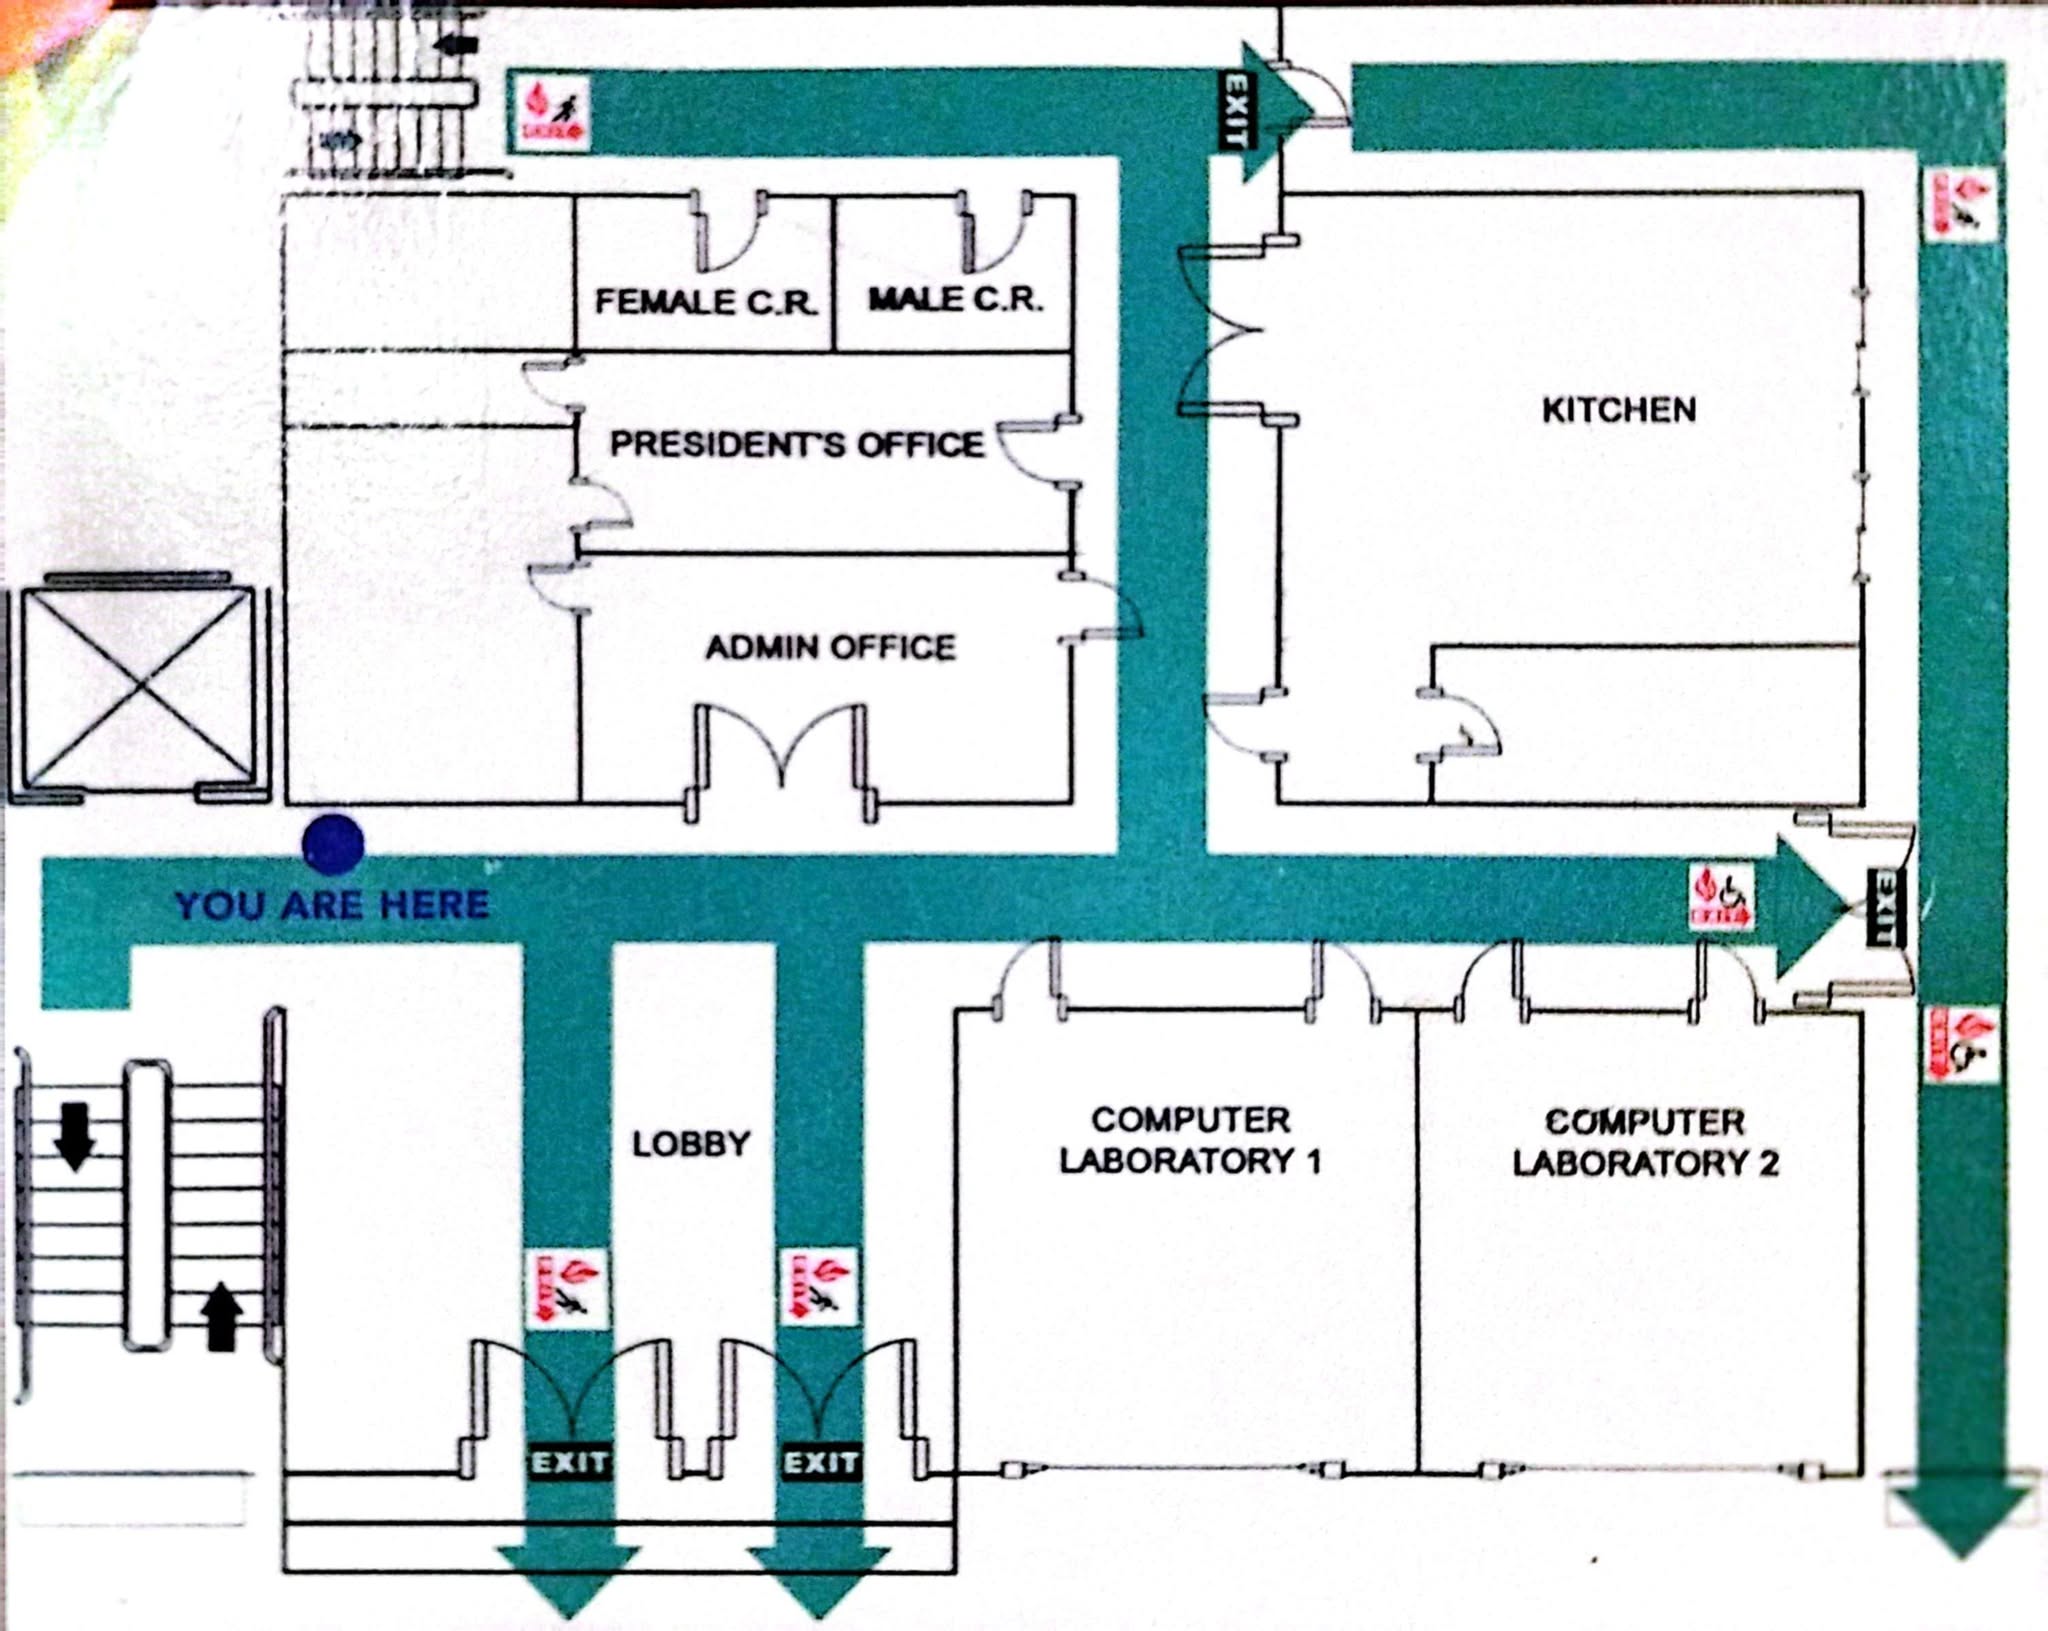 EXIT
FEMALE C.R.
MALE C.R.
KITCHEN
PRESIDENT'S OFFICE
ADMIN OFFICE
YOU ARE HERE
EXIT
LOBBY
COMPUTER
LABORATORY 1
COMPUTER
LABORATORY 2
EXIT
EXIT